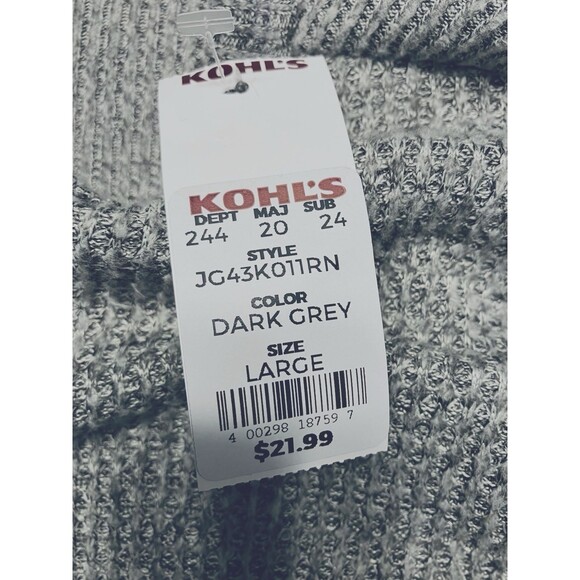 KOHL'S
KOHL'S
DEPT MAJ SUB
244 20 24
STYLE
JG43K011RN
COLOR
DARK GREY
SIZE
LARGE
4 00298 18759 7
$21.99